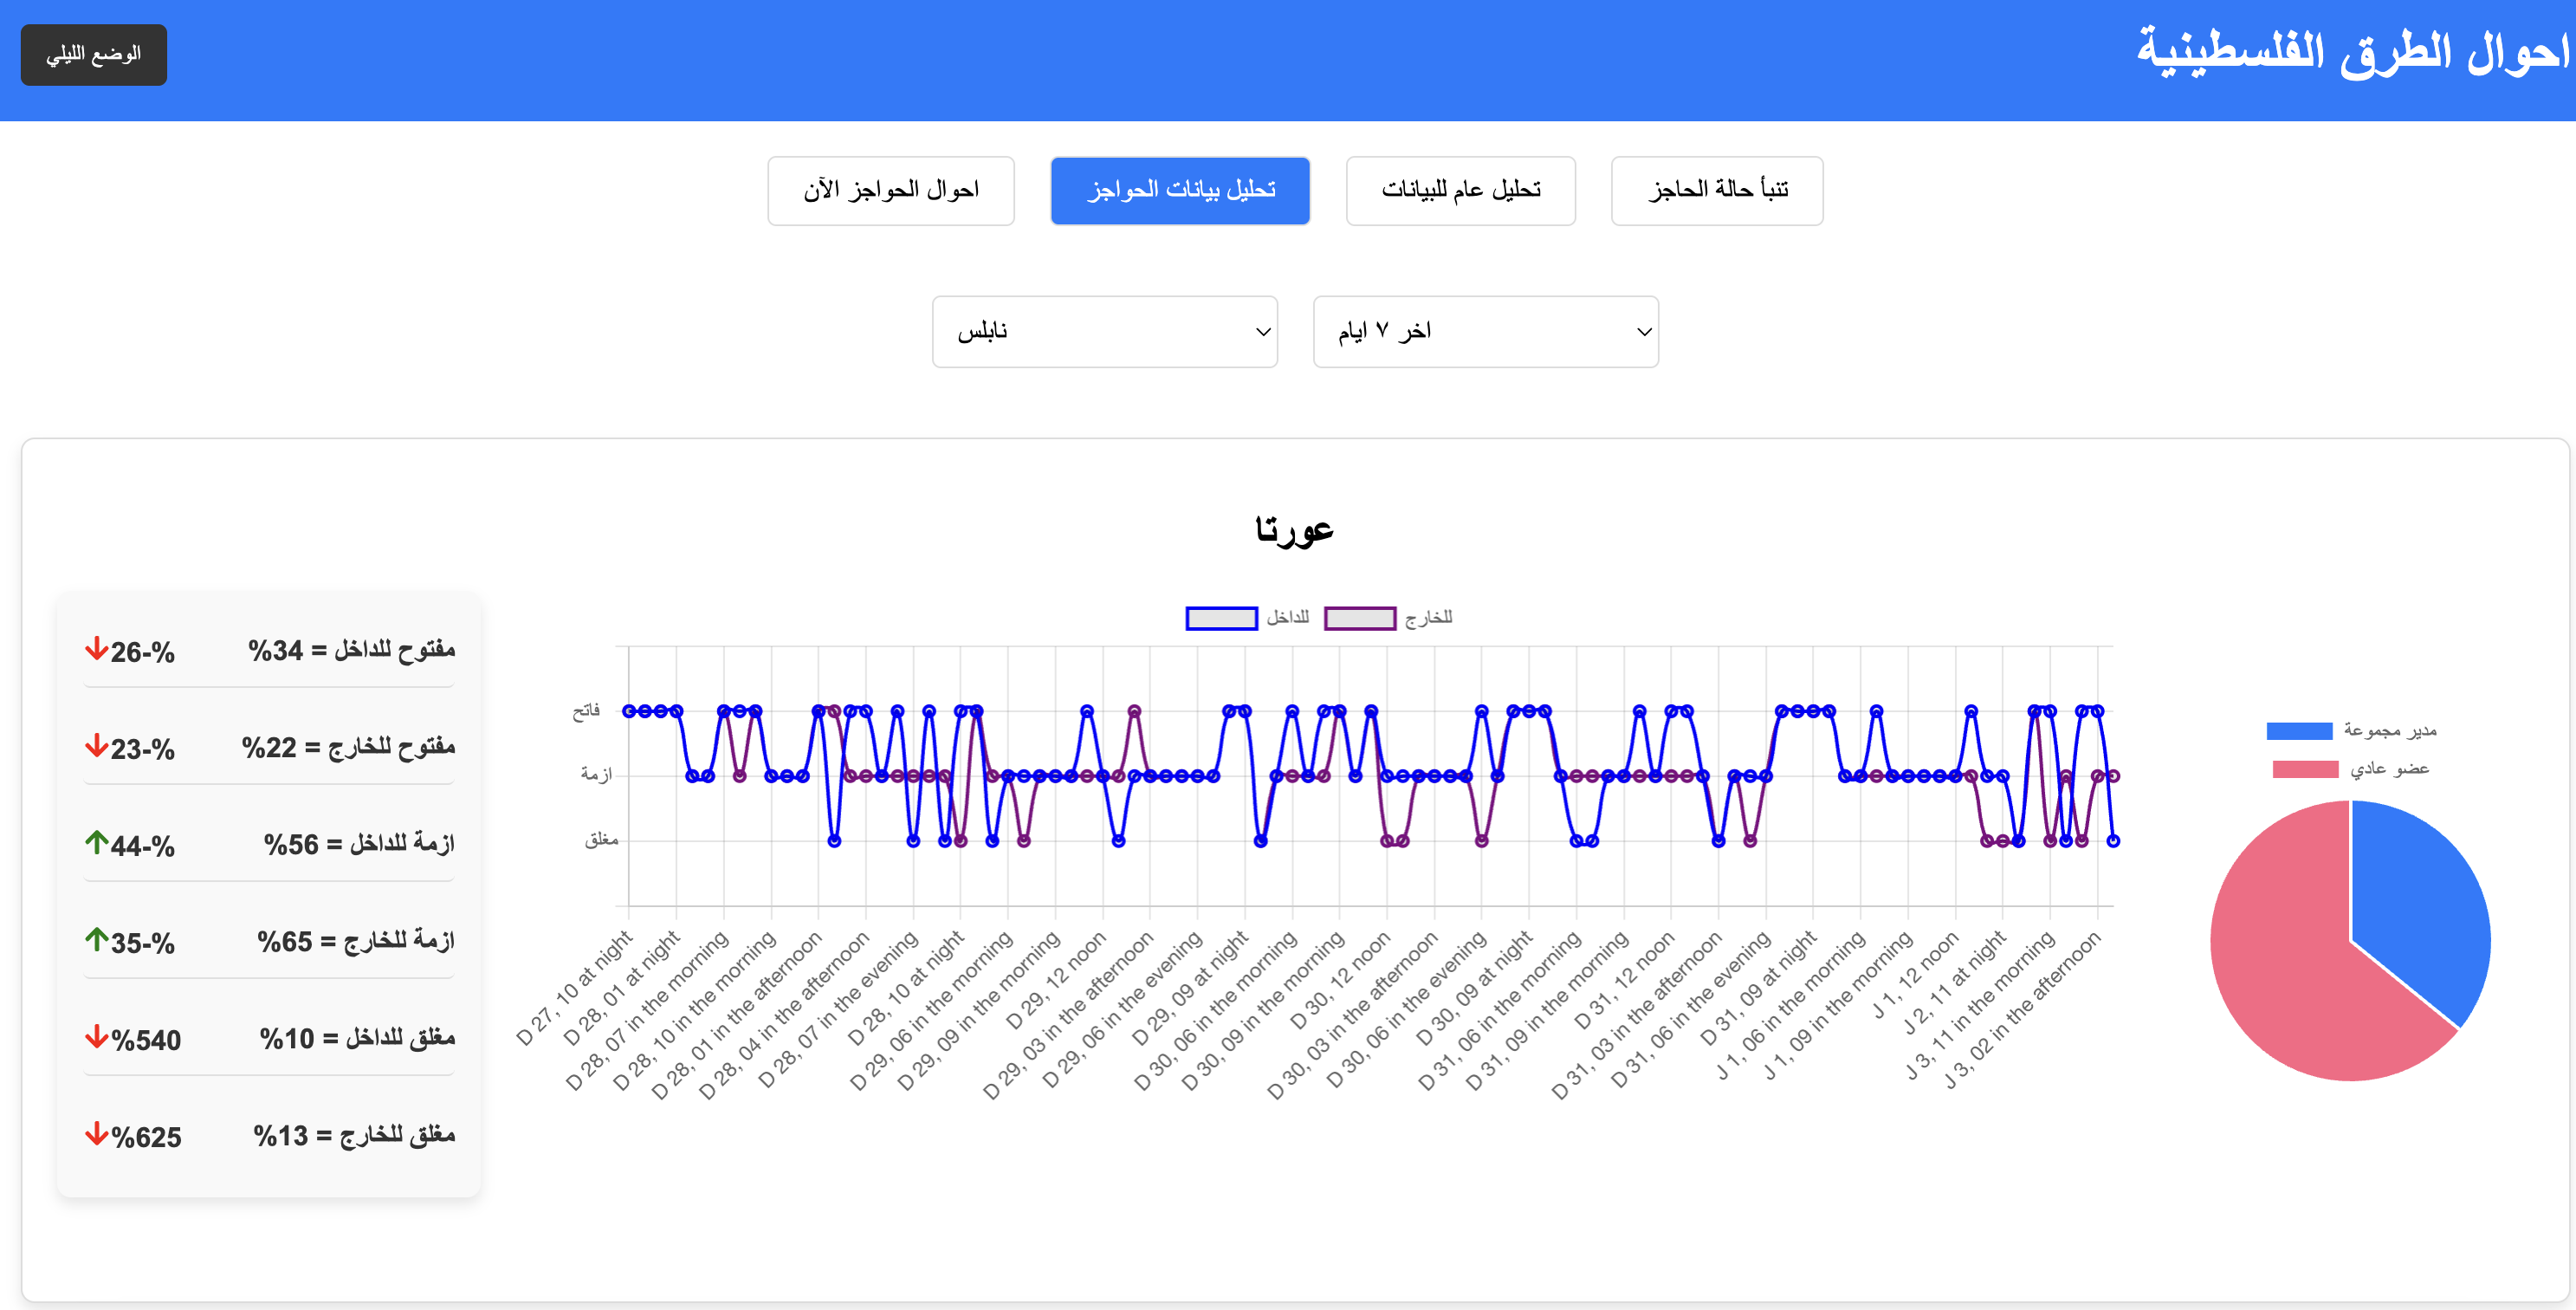 احوال الطرق الفلسطينية
الوضع الليلي
تنبأ حالة الحاجز
تحليل عام للبيانات
تحليل بيانات الحواجز
احوال الحواجز الآن
اخر ٧ ايام
نابلس
عورتا
مدير مجموعة
عضو عادي
للداخل
للخارج
فاتح
ازمة
مغلق
D 27, 10 at night
D 28, 01 at night
D 28, 07 in the morning
D 28, 10 in the morning
D 28, 01 in the afternoon
D 28, 04 in the afternoon
D 28, 07 in the evening
D 28, 10 at night
D 29, 06 in the morning
D 29, 09 in the morning
D 29, 12 noon
D 29, 03 in the afternoon
D 29, 06 in the evening
D 29, 09 at night
D 30, 06 in the morning
D 30, 09 in the morning
D 30, 12 noon
D 30, 03 in the afternoon
D 30, 06 in the evening
D 30, 09 at night
D 31, 06 in the morning
D 31, 09 in the morning
D 31, 12 noon
D 31, 03 in the afternoon
D 31, 06 in the evening
D 31, 09 at night
J 1, 06 in the morning
J 1, 09 in the morning
J 1, 12 noon
J 2, 11 at night
J 3, 11 in the morning
J 3, 02 in the afternoon
مفتوح للداخل = 34% 26-%
مفتوح للخارج = 22% 23-%
ازمة للداخل = 56% 44-%
ازمة للخارج = 65% 35-%
مغلق للداخل = 10% %540
مغلق للخارج = 13% %625